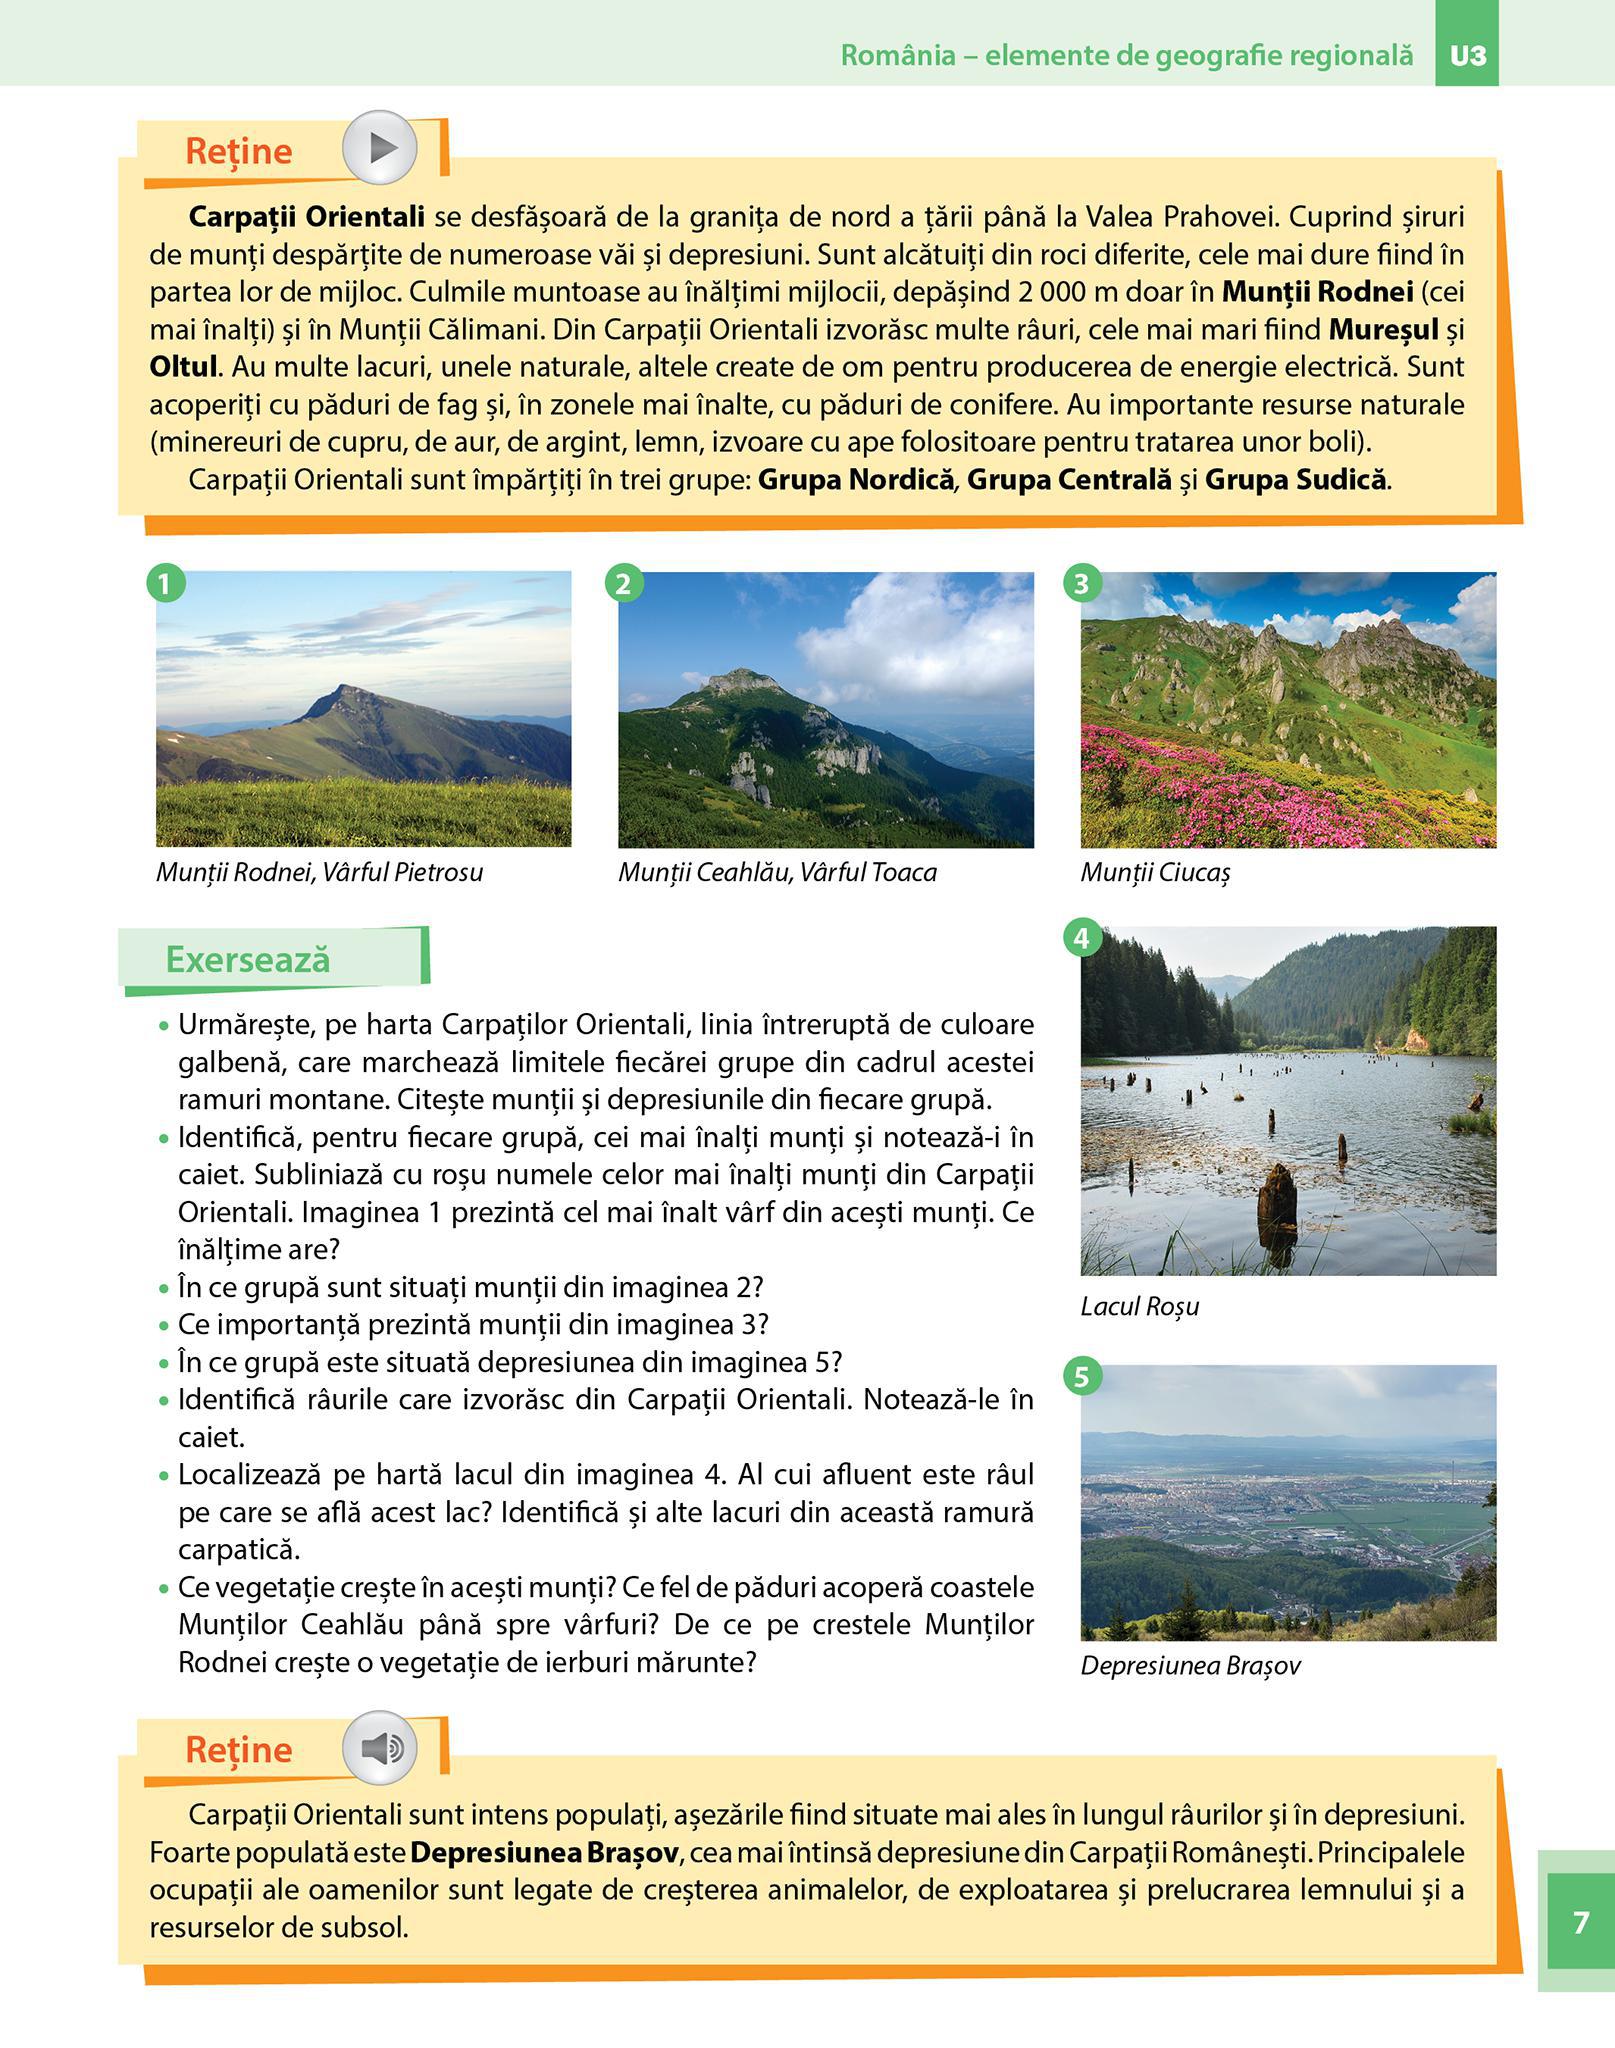 România – elemente de geografie regională U3
Reține
Carpații Orientali se desfășoară de la granița de nord a țării până la Valea Prahovei. Cuprind șiruri
de munți despărțite de numeroase văi și depresiuni. Sunt alcătuiți din roci diferite, cele mai dure fiind în
partea lor de mijloc. Culmile muntoase au înălțimi mijlocii, depășind 2 000 m doar în Munții Rodnei (cei
mai înalți) și în Munții Călimani. Din Carpații Orientali izvorăsc multe râuri, cele mai mari fiind Mureșul și
Oltul. Au multe lacuri, unele naturale, altele create de om pentru producerea de energie electrică. Sunt
acoperiți cu păduri de fag și, în zonele mai înalte, cu păduri de conifere. Au importante resurse naturale
(minereuri de cupru, de aur, de argint, lemn, izvoare cu ape folositoare pentru tratarea unor boli).
Carpații Orientali sunt împărțiți în trei grupe: Grupa Nordică, Grupa Centrală și Grupa Sudică.
1
Munții Rodnei, Vârful Pietrosu
2
Munții Ceahlău, Vârful Toaca
3
Munții Ciucaș
Exersează
• Urmărește, pe harta Carpaților Orientali, linia întreruptă de culoare
galbenă, care marchează limitele fiecărei grupe din cadrul acestei
ramuri montane. Citește munții și depresiunile din fiecare grupă.
• Identifică, pentru fiecare grupă, cei mai înalți munți și notează-i în
caiet. Subliniază cu roșu numele celor mai înalți munți din Carpații
Orientali. Imaginea 1 prezintă cel mai înalt vârf din acești munți. Ce
înălțime are?
• În ce grupă sunt situați munții din imaginea 2?
• Ce importanță prezintă munții din imaginea 3?
• În ce grupă este situată depresiunea din imaginea 5?
• Identifică râurile care izvorăsc din Carpații Orientali. Notează-le în
caiet.
• Localizează pe hartă lacul din imaginea 4. Al cui afluent este râul
pe care se află acest lac? Identifică și alte lacuri din această ramură
carpatică.
• Ce vegetație crește în acești munți? Ce fel de păduri acoperă coastele
Munților Ceahlău până spre vârfuri? De ce pe crestele Munților
Rodnei crește o vegetație de ierburi mărunte?
4
Lacul Roșu
5
Depresiunea Brașov
Reține
Carpații Orientali sunt intens populați, așezările fiind situate mai ales în lungul râurilor și în depresiuni.
Foarte populată este Depresiunea Brașov, cea mai întinsă depresiune din Carpații Românești. Principalele
ocupații ale oamenilor sunt legate de creșterea animalelor, de exploatarea și prelucrarea lemnului și a
resurselor de subsol.
7